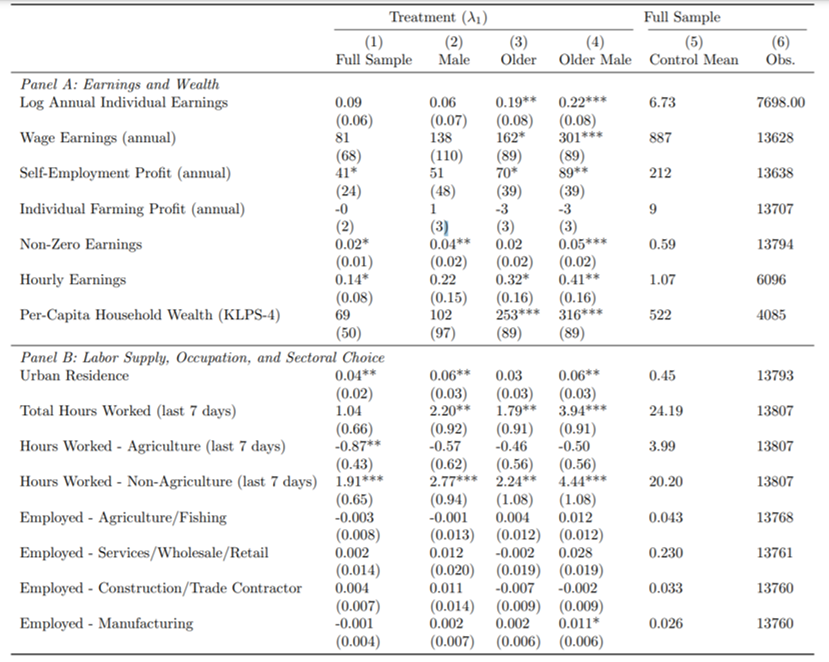 Treatment (λ1) Full Sample
(1) (2) (3) (4) (5) (6)
Full Sample Male Older Older Male Control Mean Obs.
Panel A: Earnings and Wealth
Log Annual Individual Earnings 0.09 0.06 0.19** 0.22*** 6.73 7698.00
(0.06) (0.07) (0.08) (0.08)
Wage Earnings (annual) 81 138 162* 301*** 887 13628
(68) (110) (89) (89)
Self-Employment Profit (annual) 41* 51 70* 89** 212 13638
(24) (48) (39) (39)
Individual Farming Profit (annual) -0 1 -3 -3 9 13707
(2) (3) (3) (3)
Non-Zero Earnings 0.02* 0.04** 0.02 0.05*** 0.59 13794
(0.01) (0.02) (0.02) (0.02)
Hourly Earnings 0.14* 0.22 0.32* 0.41** 1.07 6096
(0.08) (0.15) (0.16) (0.16)
Per-Capita Household Wealth (KLPS-4) 69 102 253*** 316*** 522 4085
(50) (97) (89) (89)
Panel B: Labor Supply, Occupation, and Sectoral Choice
Urban Residence 0.04** 0.06** 0.03 0.06** 0.45 13793
(0.02) (0.03) (0.03) (0.03)
Total Hours Worked (last 7 days) 1.04 2.20** 1.79** 3.94*** 24.19 13807
(0.66) (0.92) (0.91) (0.91)
Hours Worked - Agriculture (last 7 days) -0.87** -0.57 -0.46 -0.50 3.99 13807
(0.43) (0.62) (0.56) (0.56)
Hours Worked - Non-Agriculture (last 7 days) 1.91*** 2.77*** 2.24** 4.44*** 20.20 13807
(0.65) (0.94) (1.08) (1.08)
Employed - Agriculture/Fishing -0.003 -0.001 0.004 0.012 0.043 13768
(0.008) (0.013) (0.012) (0.012)
Employed - Services/Wholesale/Retail 0.002 0.012 -0.002 0.028 0.230 13761
(0.014) (0.020) (0.019) (0.019)
Employed - Construction/Trade Contractor 0.004 0.011 -0.007 -0.002 0.033 13760
(0.007) (0.014) (0.009) (0.009)
Employed - Manufacturing -0.001 0.002 0.002 0.011* 0.026 13760
(0.004) (0.007) (0.006) (0.006)